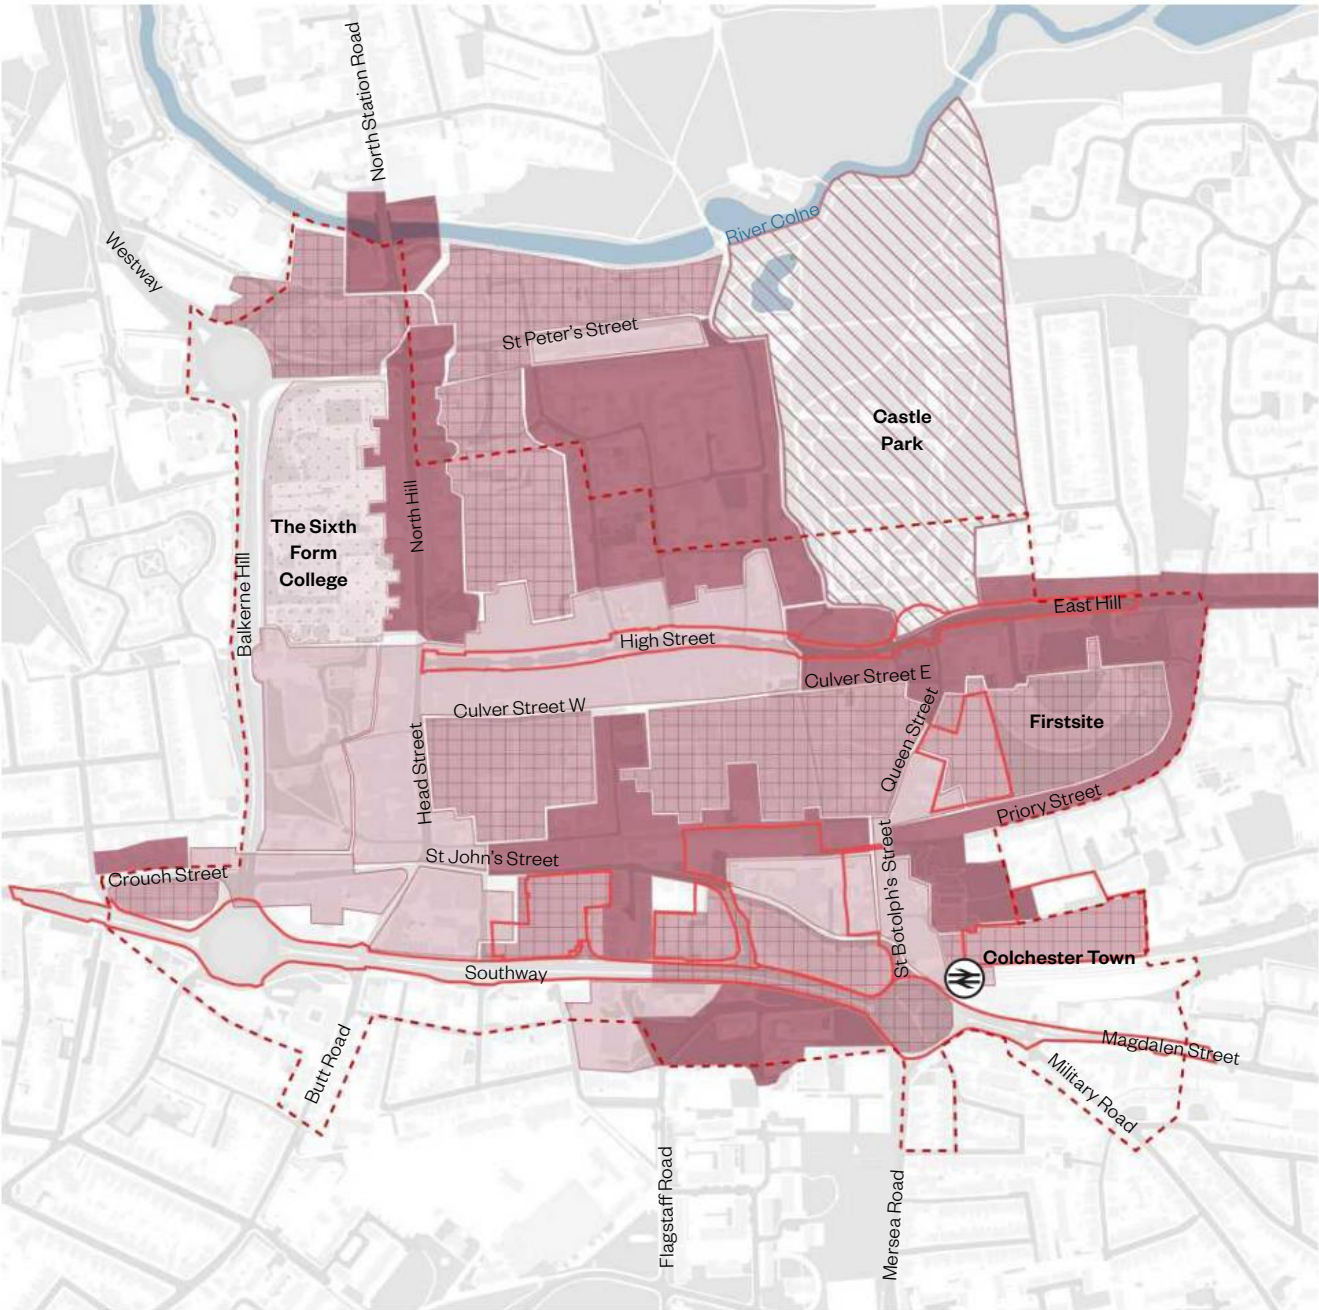 North Station Road
River Colne
Westway
St Peter's Street
Castle
Park
North Hill
The Sixth
Form
College
Balkerne Hill
East Hill
High Street
Culver Street E
Culver Street W
Queen Street
Firstsite
Head Street
Priory Street
St John's Street
St Botolph's Street
Crouch Street
Colchester Town
Southway
Magdalen Street
Butt Road
Military Road
Flagstaff Road
Mersea Road